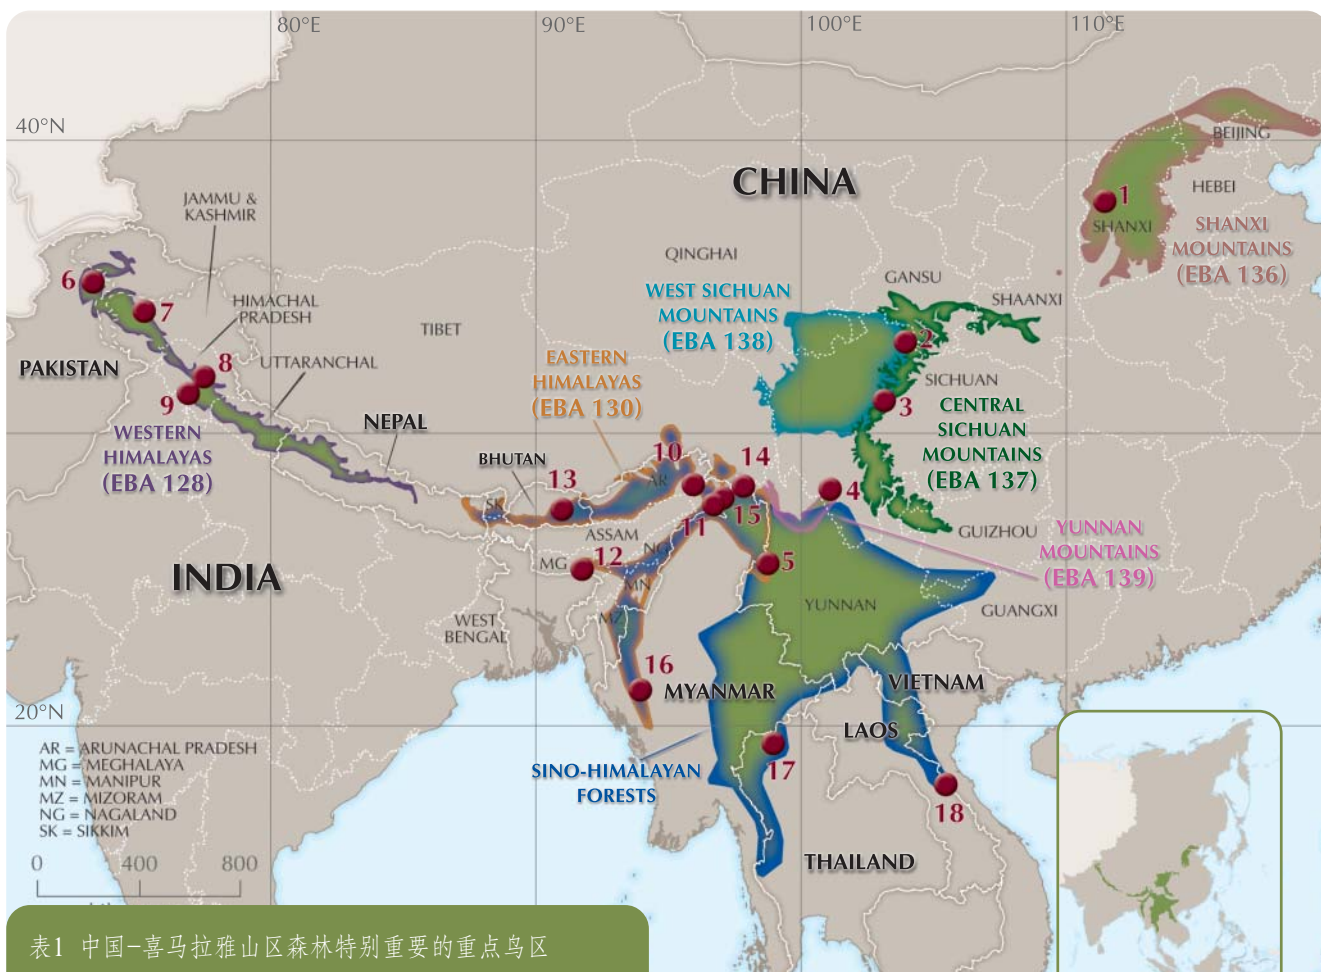 80°E
90°E
100°E
110°E
40°N
BEIJING
CHINA
HEBEI
1
SHANXI
SHANXI
MOUNTAINS
(EBA 136)
JAMMU &
KASHMIR
QINGHAI
GANSU
SHAANXI
6
7
HIMACHAL
PRADESH
WEST SICHUAN
MOUNTAINS
(EBA 138)
TIBET
2
PAKISTAN
8
UTTARANCHAL
EASTERN
HIMALAYAS
(EBA 130)
SICHUAN
9
3
CENTRAL
SICHUAN
MOUNTAINS
(EBA 137)
WESTERN
HIMALAYAS
(EBA 128)
NEPAL
BHUTAN
10
14
13
AR
4
SK
11
15
ASSAM
GUIZHOU
YUNNAN
MOUNTAINS
(EBA 139)
NG
MG
12
5
INDIA
MN
YUNNAN
GUANGXI
MZ
WEST
BENGAL
16
MYANMAR
VIETNAM
20°N
LAOS
AR = ARUNACHAL PRADESH
MG = MEGHALAYA
MN = MANIPUR
MZ = MIZORAM
NG = NAGALAND
SK = SIKKIM
17
SINO-HIMALAYAN
FORESTS
18
0 400 800
THAILAND
表1 中国-喜马拉雅山区森林特别重要的重点鸟区